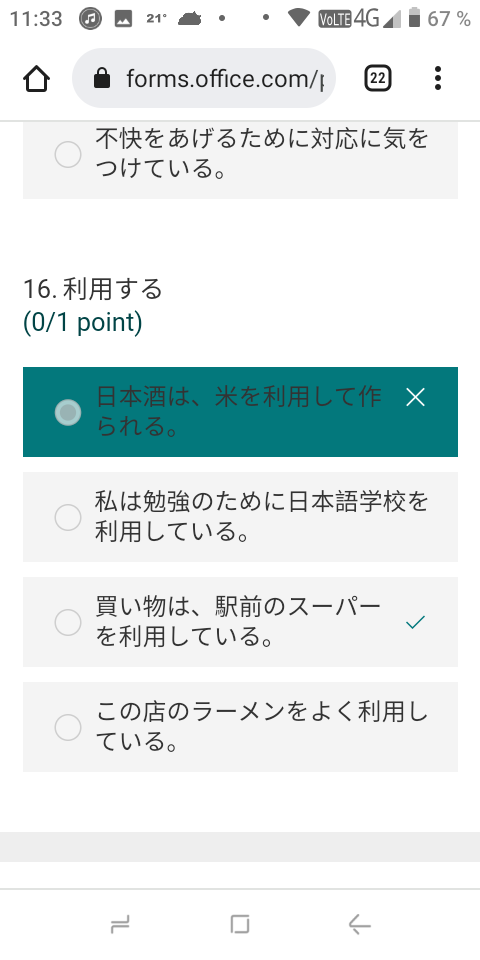 11:33 21° VoLTE 4G 67 %
forms.office.com/p 22
不快をあげるために対応に気を
つけている。
16. 利用する
(0/1 point)
日本酒は、米を利用して作
られる。
私は勉強のために日本語学校を
利用している。
買い物は、駅前のスーパー
を利用している。
この店のラーメンをよく利用し
ている。